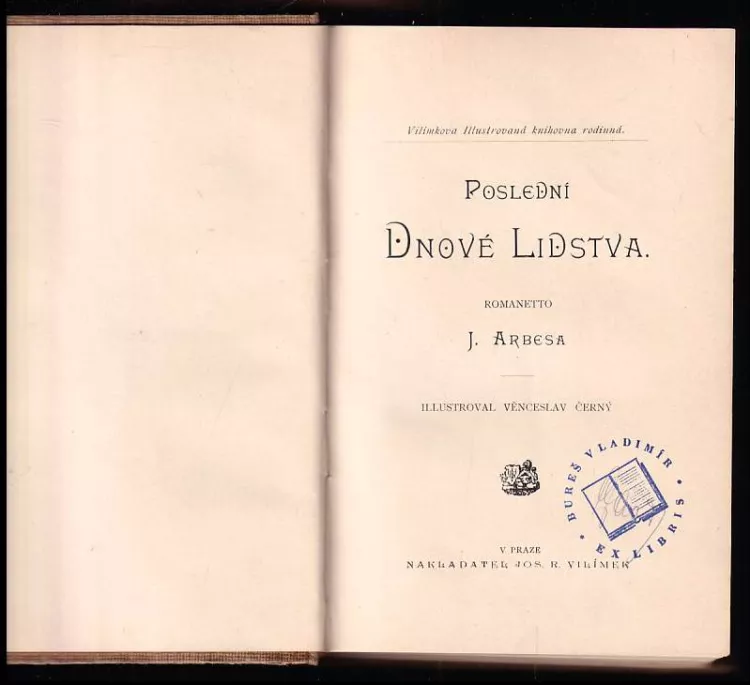 Vilímkova Illustrovaná knihovna rodinná.
POSLEDNÍ
DNOVÉ LIDSTVA.
ROMANETTO
J. ARBESA
ILLUSTROVAL VĚNCESLAV ČERNÝ
BUREŠ VLADIMÍR
EX LIBRIS
V PRAZE
NAKLADATEL JOS. R. VILÍMEK